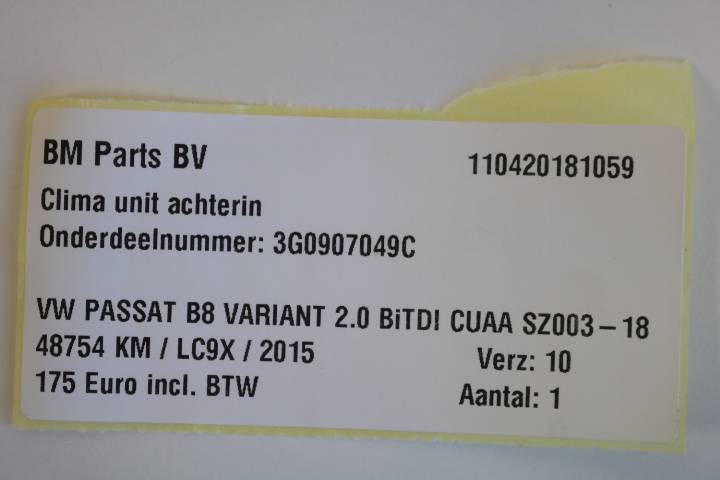 BM Parts BV 110420181059
Clima unit achterin
Onderdeelnummer: 3G0907049C
VW PASSAT B8 VARIANT 2.0 BiTDI CUAA SZ003-18
48754 KM / LC9X / 2015 Verz: 10
175 Euro incl. BTW Aantal: 1